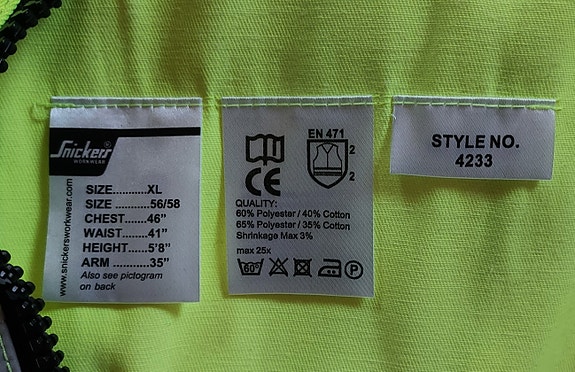 Snickers®
WORKWEAR
www.snickersworkwear.com
SIZE...........XL
SIZE ...........56/58
CHEST......46”
WAIST.......41”
HEIGHT.....5’8”
ARM ...........35”
Also see pictogram
on back
EN 471
2
2
CE
QUALITY:
60% Polyester / 40% Cotton
65% Polyester / 35% Cotton
Shrinkage Max 3%
max 25x
60°
P
STYLE NO.
4233